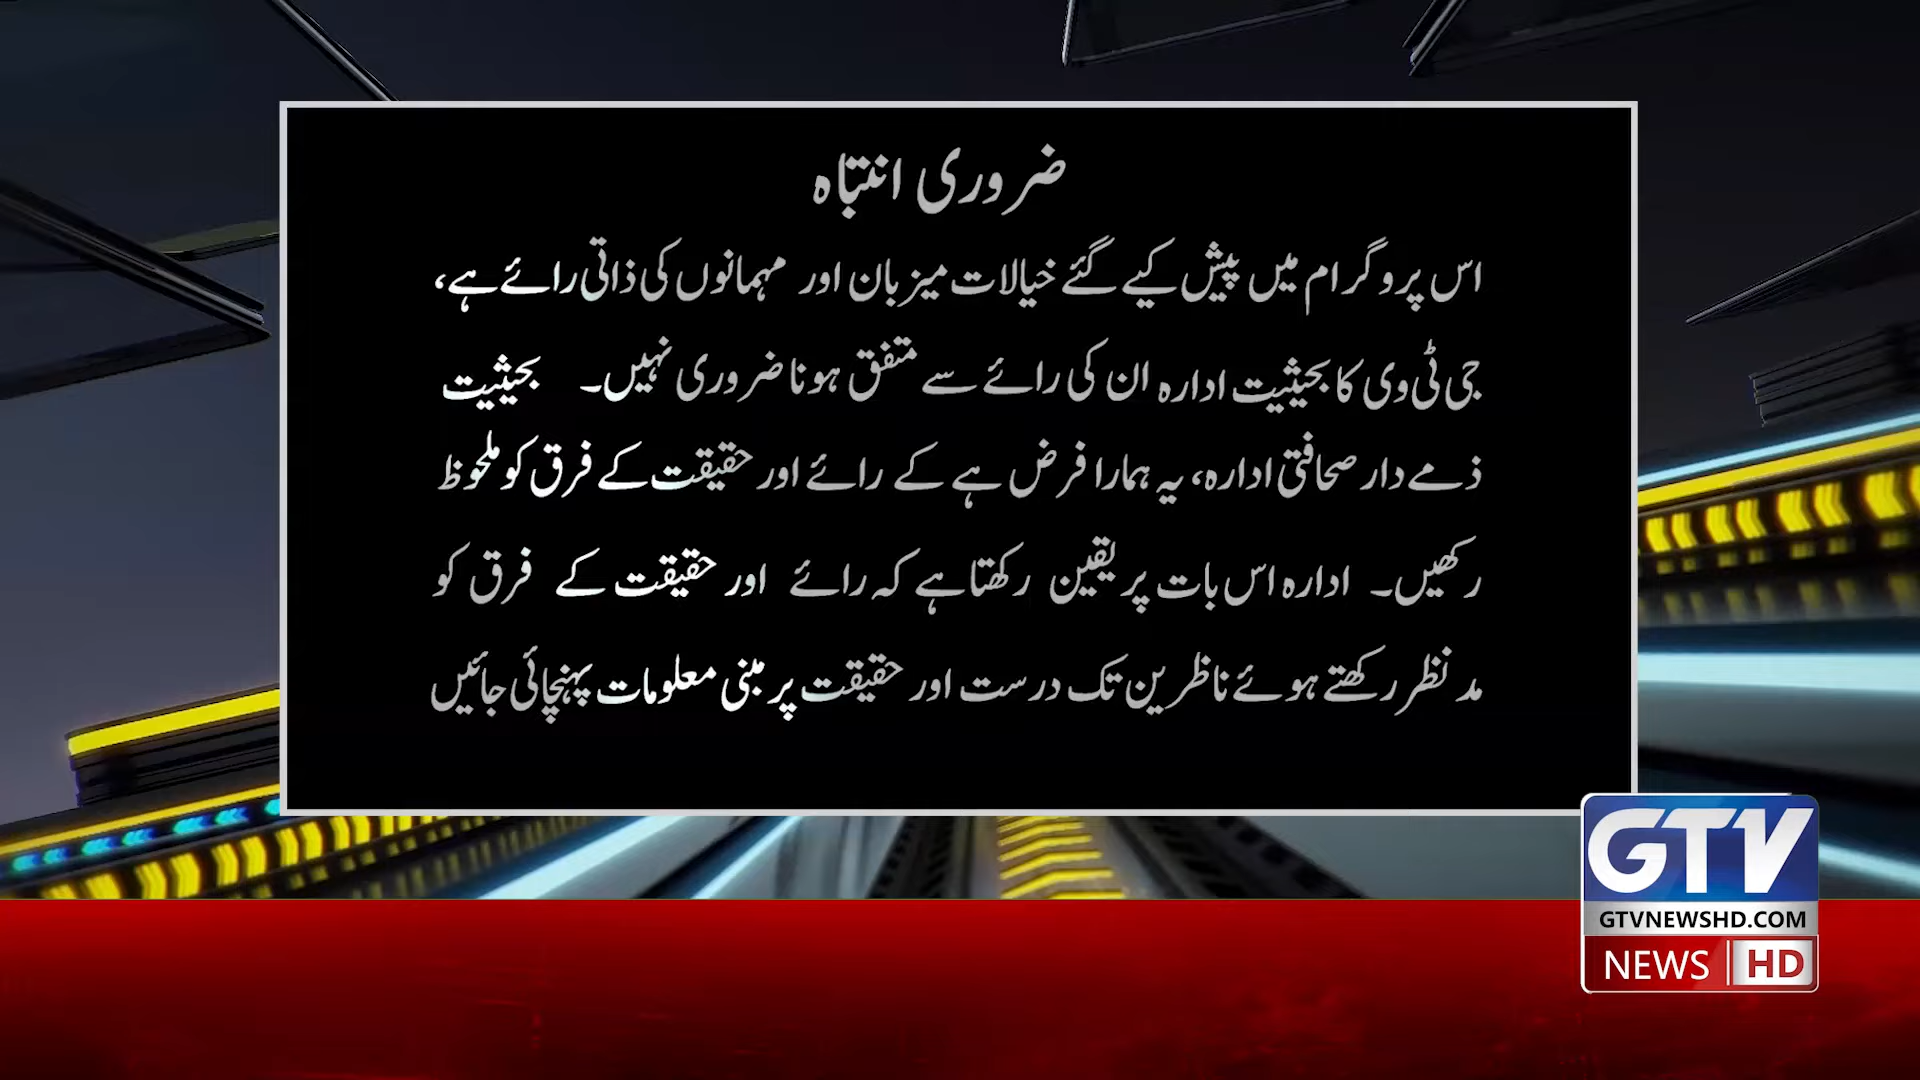 ضروری انتباہ
اس پروگرام میں پیش کیے گئے خیالات میزبان اور مہمانوں کی ذاتی رائے ہے،
جی ٹی وی کا بحیثیت ادارہ ان کی رائے سے متفق ہونا ضروری نہیں۔ بحیثیت
ذمے دار صحافتی ادارہ، یہ ہمارا فرض ہے کے رائے اور حقیقت کے فرق کو ملحوظ
رکھیں۔ ادارہ اس بات پر یقین رکھتا ہے کہ رائے اور حقیقت کے فرق کو
مد نظر رکھتے ہوئے ناظرین تک درست اور حقیقت پر مبنی معلومات پہنچائی جائیں
GTV
GTVNEWSHD.COM
NEWS HD